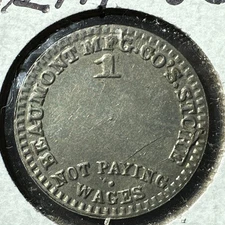 BEAUMONT MFG. CO'S. STORE
1
NOT PAYING
WAGES